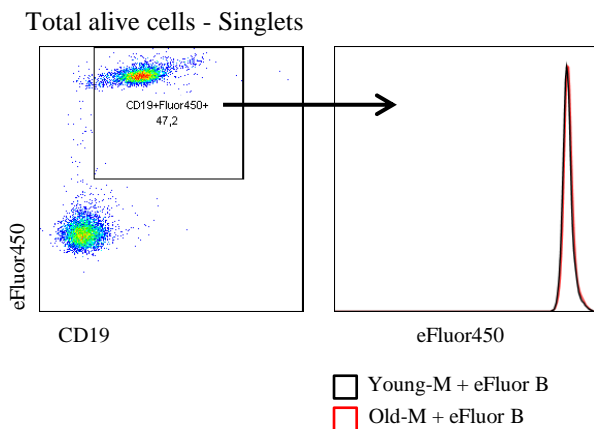 Total alive cells - Singlets
CD19+Fluor450+
47,2
eFluor450
CD19
eFluor450
Young-M + eFluor B
Old-M + eFluor B